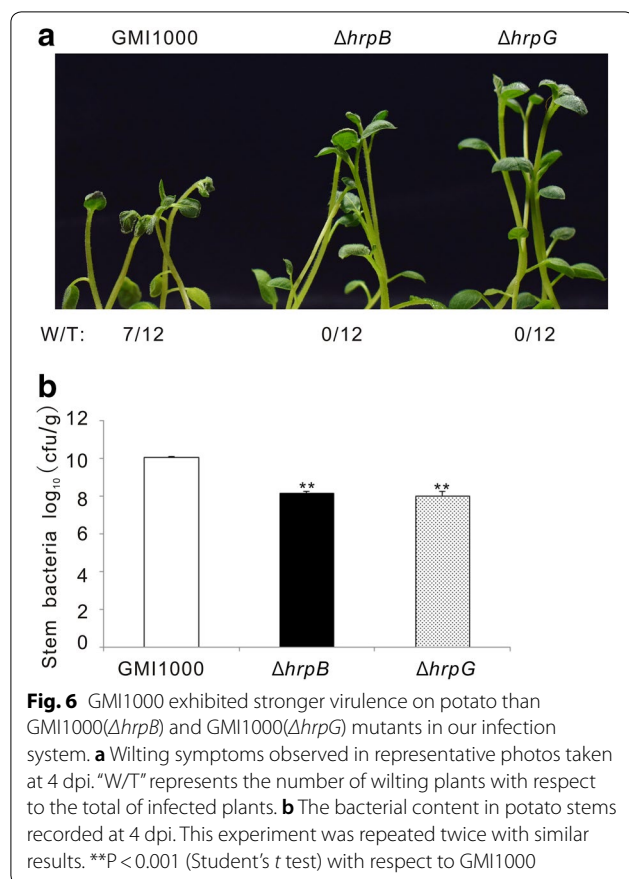 a GMI1000 ΔhrpB ΔhrpG
W/T: 7/12 0/12 0/12
b
Stem bacteria log₁₀ (cfu/g)
12
10
8
6
4
2
0
** **
GMI1000 ΔhrpB ΔhrpG
Fig. 6 GMI1000 exhibited stronger virulence on potato than
GMI1000(ΔhrpB) and GMI1000(ΔhrpG) mutants in our infection
system. a Wilting symptoms observed in representative photos taken
at 4 dpi. "W/T" represents the number of wilting plants with respect
to the total of infected plants. b The bacterial content in potato stems
recorded at 4 dpi. This experiment was repeated twice with similar
results. **P < 0.001 (Student's t test) with respect to GMI1000